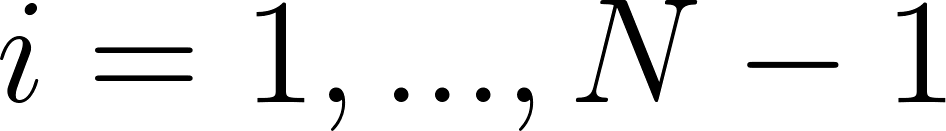 i = 1, ..., N − 1